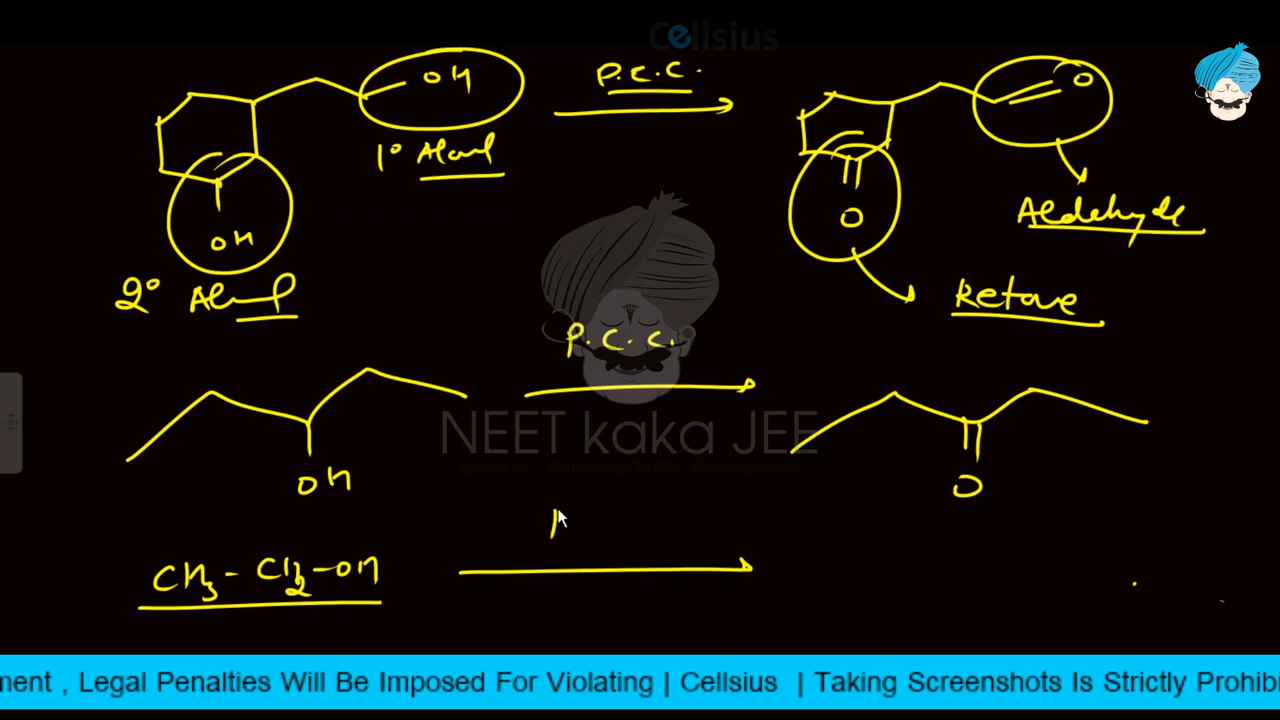 Cellsius
OH
P.C.C.
O
1° Alcohol
OH
O
Aldehyde
2° Alcohol
Ketone
P.C.C.
NEET kaka JEE
OH
O
CH3-CH2-OH
ment , Legal Penalties Will Be Imposed For Violating | Cellsius | Taking Screenshots Is Strictly Prohibi